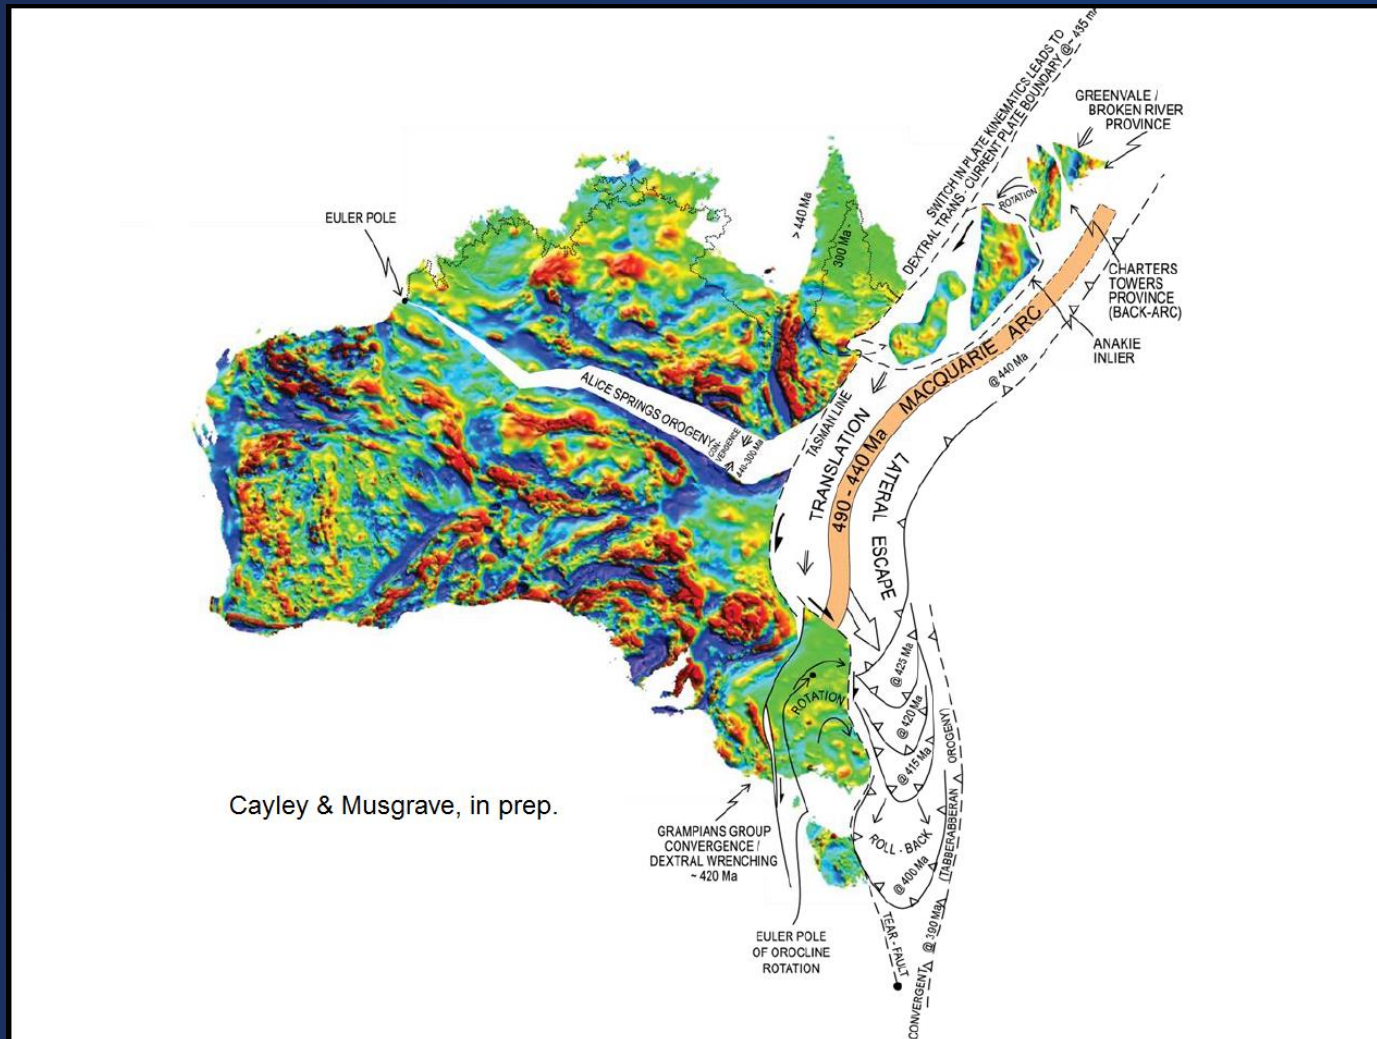 SWITCH IN PLATE KINEMATICS LEADS TO
DEXTRAL TRANS - CURRENT PLATE BOUNDARY @~ 435
GREENVALE /
BROKEN RIVER
PROVINCE
ROTATION
> 440 Ma
300 Ma -
EULER POLE
CHARTERS
TOWERS
PROVINCE
(BACK-ARC)
ANAKIE
INLIER
ALICE SPRINGS OROGENY
CON-
VERGENCE
440-300 Ma
TASMAN LINE
TRANSLATION
490 - 440 Ma MACQUARIE ARC
@ 440 Ma
LATERAL ESCAPE
ROTATION
@ 425 Ma
@ 420 Ma
@ 415 Ma
ROLL - BACK
@ 400 Ma
TEAR - FAULT
CONVERGENT @ 390 Ma (TABBERABBERAN OROGENY)
Cayley & Musgrave, in prep.
GRAMPIANS GROUP
CONVERGENCE /
DEXTRAL WRENCHING
~ 420 Ma
EULER POLE
OF OROCLINE
ROTATION